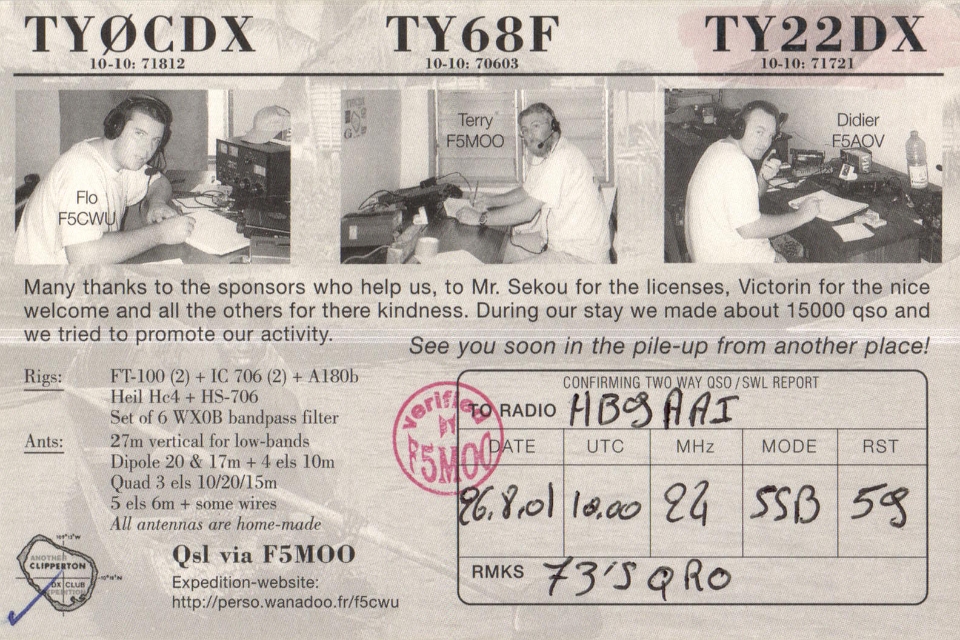 TYØCDX TY68F TY22DX
10-10: 71812 10-10: 70603 10-10: 71721
Flo
F5CWU
Terry
F5MOO
Didier
F5AOV
Many thanks to the sponsors who help us, to Mr. Sekou for the licenses, Victorin for the nice
welcome and all the others for there kindness. During our stay we made about 15000 qso and
we tried to promote our activity.
See you soon in the pile-up from another place!
Rigs: FT-100 (2) + IC 706 (2) + A180b
Heil Hc4 + HS-706
Set of 6 WX0B bandpass filter
Ants: 27m vertical for low-bands
Dipole 20 & 17m + 4 els 10m
Quad 3 els 10/20/15m
5 els 6m + some wires
All antennas are home-made
ANOTHER
CLIPPERTON
DX CLUB
Qsl via F5MOO
Expedition-website:
http://perso.wanadoo.fr/f5cwu
Verified
BY
F5MOO
CONFIRMING TWO WAY QSO/SWL REPORT
TO RADIO HB9AAI
DATE UTC MHz MODE RST
26.8.01 10.00 24 SSB 59
RMKS 73'S QRO